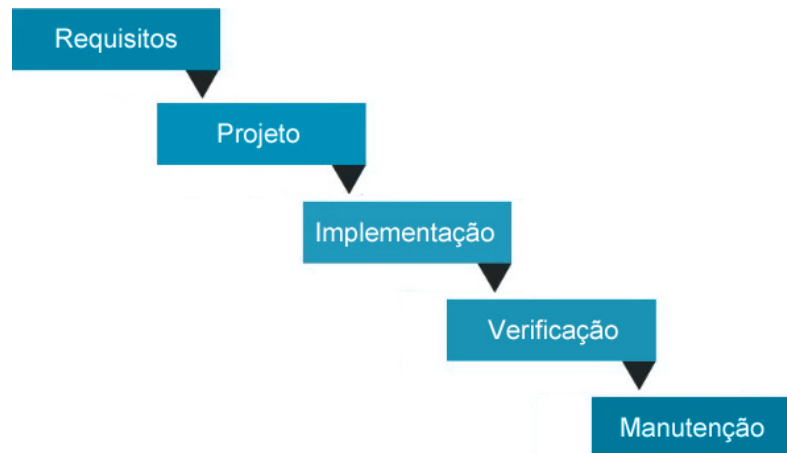 Requisitos
Projeto
Implementação
Verificação
Manutenção